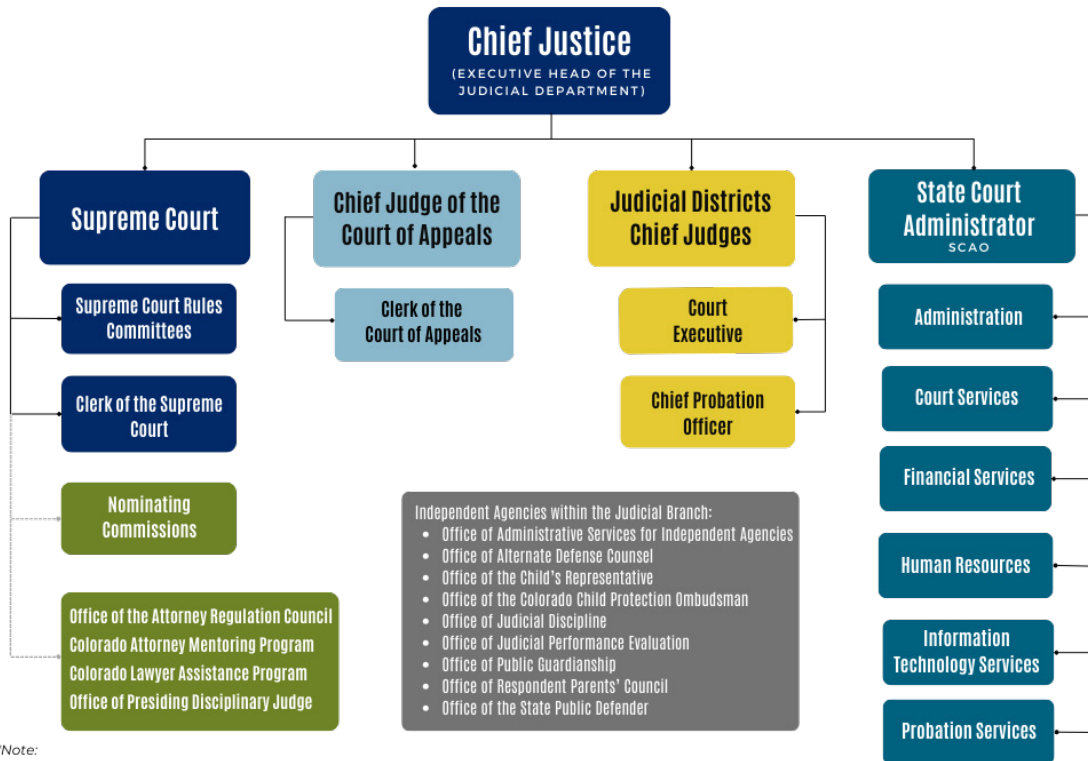 Chief Justice
(EXECUTIVE HEAD OF THE
JUDICIAL DEPARTMENT)
Supreme Court
Supreme Court Rules
Committees
Clerk of the Supreme
Court
Nominating
Commissions
Office of the Attorney Regulation Council
Colorado Attorney Mentoring Program
Colorado Lawyer Assistance Program
Office of Presiding Disciplinary Judge
Chief Judge of the
Court of Appeals
Clerk of the
Court of Appeals
Judicial Districts
Chief Judges
Court
Executive
Chief Probation
Officer
State Court
Administrator
SCAO
Administration
Court Services
Financial Services
Human Resources
Information
Technology Services
Probation Services
Independent Agencies within the Judicial Branch:
• Office of Administrative Services for Independent Agencies
• Office of Alternate Defense Counsel
• Office of the Child's Representative
• Office of the Colorado Child Protection Ombudsman
• Office of Judicial Discipline
• Office of Judicial Performance Evaluation
• Office of Public Guardianship
• Office of Respondent Parents' Council
• Office of the State Public Defender
Note: